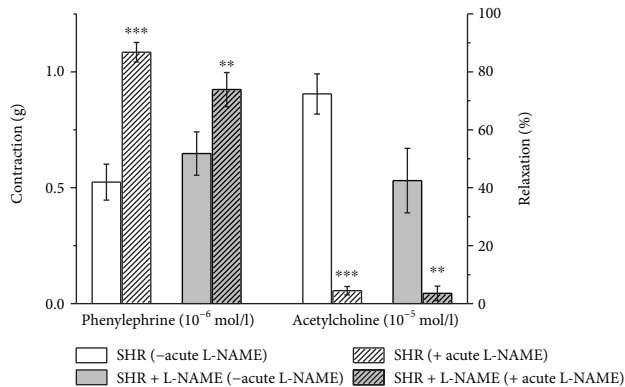 Contraction (g)
1.0
0.5
0.0
***
**
***
**
100
80
60
40
20
0
Relaxation (%)
Phenylephrine (10⁻⁶ mol/l)
Acetylcholine (10⁻⁵ mol/l)
SHR (−acute L-NAME)
SHR (+ acute L-NAME)
SHR + L-NAME (−acute L-NAME)
SHR + L-NAME (+ acute L-NAME)